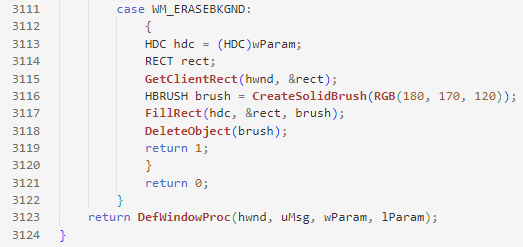 3111 case WM_ERASEBKGND:
3112 {
3113 HDC hdc = (HDC)wParam;
3114 RECT rect;
3115 GetClientRect(hwnd, &rect);
3116 HBRUSH brush = CreateSolidBrush(RGB(180, 170, 120));
3117 FillRect(hdc, &rect, brush);
3118 DeleteObject(brush);
3119 return 1;
3120 }
3121 return 0;
3122 }
3123 return DefWindowProc(hwnd, uMsg, wParam, lParam);
3124 }